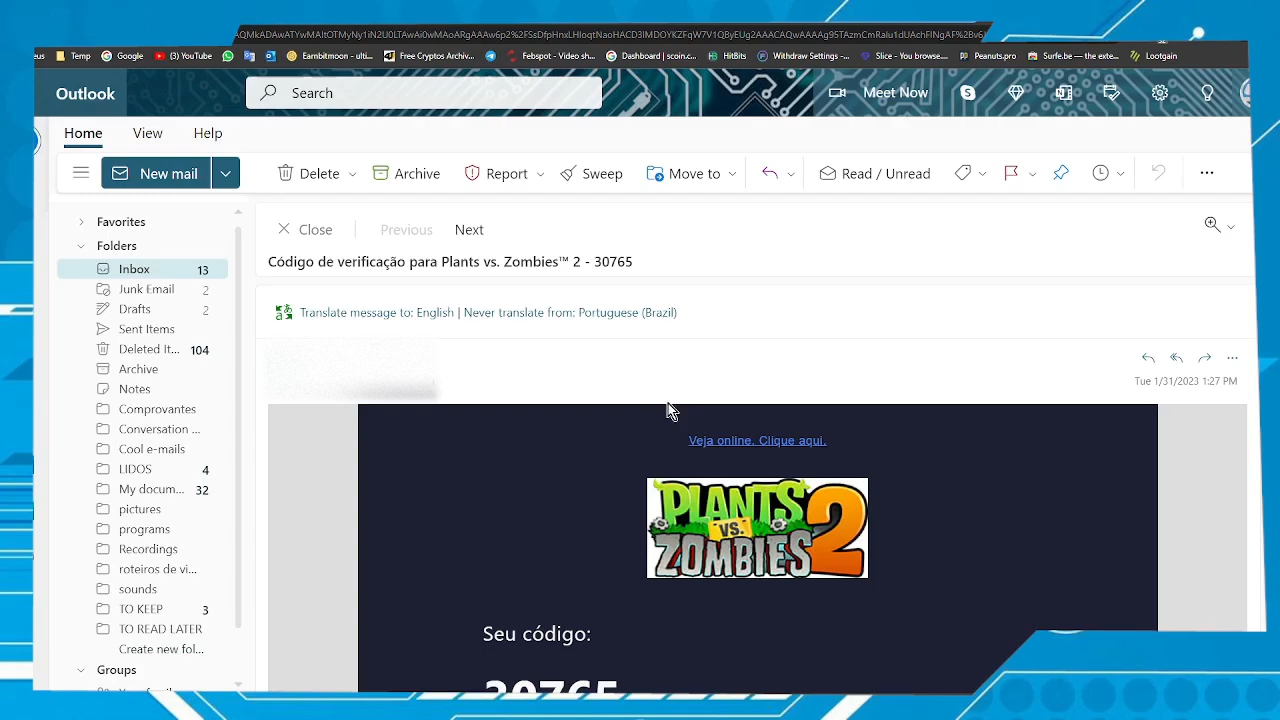 eus Temp Google (3) YouTube Earnbitmoon - ulti... Free Cryptos Archiv... Febspot - Video sh... Dashboard | scoin.c... HitBits Withdraw Settings -... Slice - You browse.... Peanuts.pro Surfe.be — the exte... Lootgain
Outlook Search Meet Now
Home View Help
New mail Delete Archive Report Sweep Move to Read / Unread
Favorites
Folders
Inbox 13
Junk Email 2
Drafts 2
Sent Items
Deleted It... 104
Archive
Notes
Comprovantes
Conversation ...
Cool e-mails
LIDOS 4
My docum... 32
pictures
programs
Recordings
roteiros de vi...
sounds
TO KEEP 3
TO READ LATER
Create new fol...
Groups
Close Previous Next
Código de verificação para Plants vs. Zombies™ 2 - 30765
Translate message to: English | Never translate from: Portuguese (Brazil)
Tue 1/31/2023 1:27 PM
Veja online. Clique aqui.
PLANTS
VS.
ZOMBIES 2
Seu código:
30765